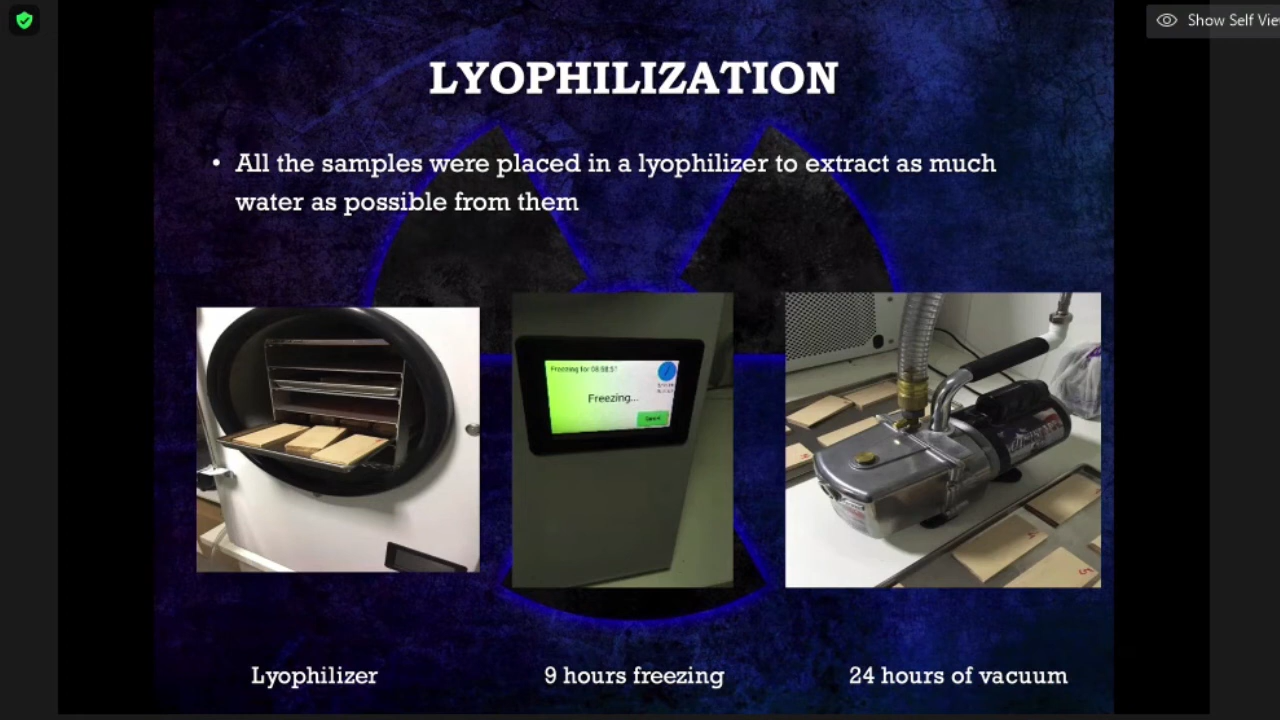 Show Self Vie
LYOPHILIZATION
• All the samples were placed in a lyophilizer to extract as much
water as possible from them
Freezing...
Lyophilizer
9 hours freezing
24 hours of vacuum